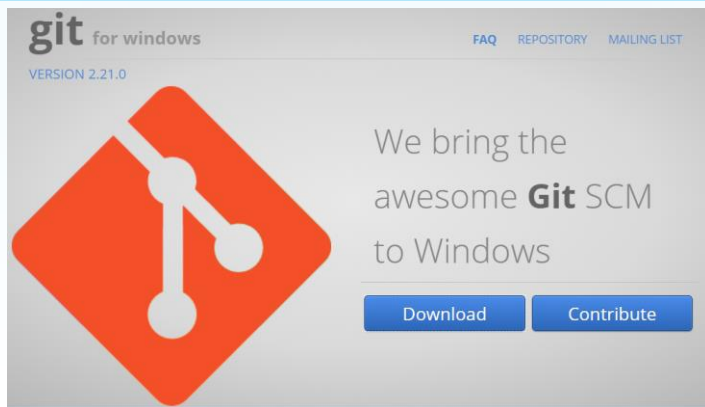 git for windows
FAQ REPOSITORY MAILING LIST
VERSION 2.21.0
We bring the
awesome Git SCM
to Windows
Download Contribute